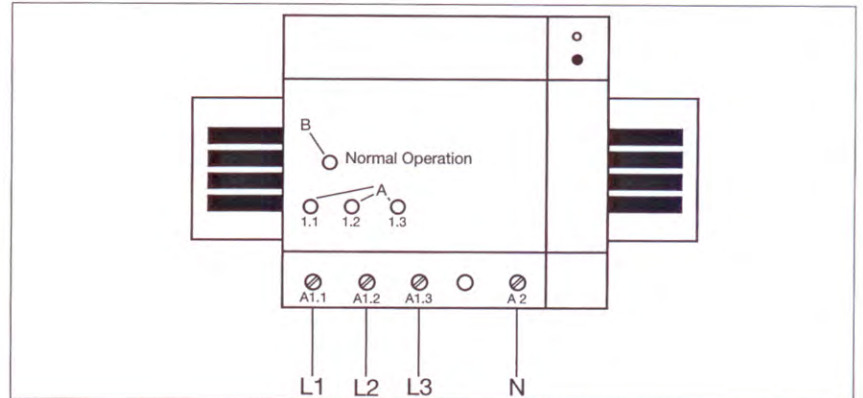 B
Normal Operation
A
1.1 1.2 1.3
A1.1 A1.2 A1.3 A 2
L1 L2 L3 N